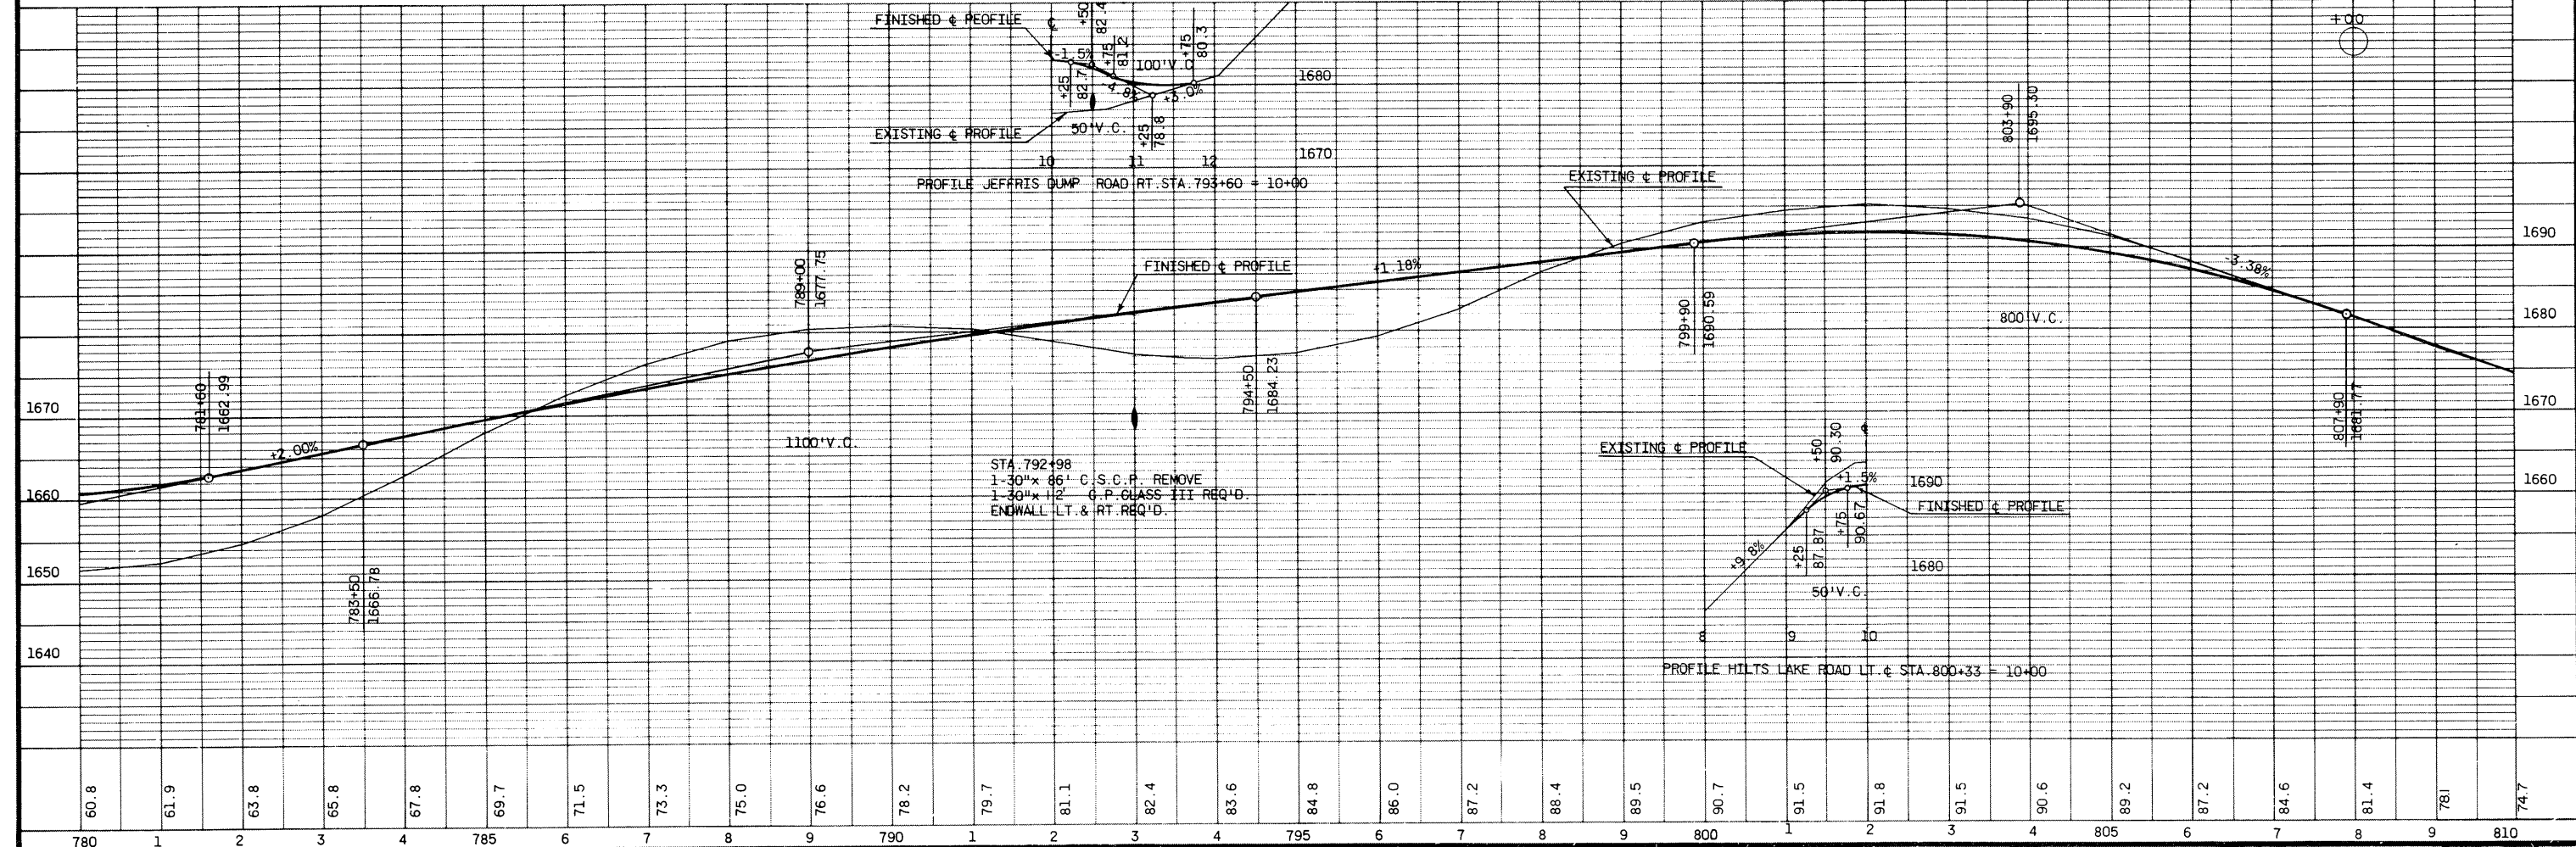 FINISHED ℄ PEOFILE
℄
+50
82.4
-1.5%
+75
81.2
+75
80.3
100'V.C.
+25
82.7
-4.8%
+3.0%
1680
EXISTING ℄ PROFILE
50'V.C.
+25
78.8
1670
10 11 12
PROFILE JEFFRIS DUMP ROAD RT.STA.793+60 = 10+00
+00
803+90
1695.30
EXISTING ℄ PROFILE
1690
789+00
1677.75
FINISHED ℄ PROFILE
+1.18%
-3.38%
799+90
1690.59
800'V.C.
1680
781+60
1662.99
794+50
1684.23
1670
1670
807+90
1681.77
+2.00%
1100'V.C.
EXISTING ℄ PROFILE
+50
90.30
℄
STA.792+98
1-30"x 86' C.S.C.P. REMOVE
ENDWALL LT.& RT.REQ'D.
1660
+1.5%
1690
1660
FINISHED ℄ PROFILE
+9.8%
+25
87.87
+75
90.67
1680
1650
1650
783+50
1666.78
50'V.C.
8 9 10
1640
PROFILE HILTS LAKE ROAD LT.℄ STA.800+33 = 10+00
60.8 61.9 63.8 65.8 67.8 69.7 71.5 73.3 75.0 76.6 78.2 79.7 81.1 82.4 83.6 84.8 86.0 87.2 88.4 89.5 90.7 91.5 91.8 91.5 90.6 89.2 87.2 84.6 81.4 78.1 74.7
780 1 2 3 4 785 6 7 8 9 790 1 2 3 4 795 6 7 8 9 800 1 2 3 4 805 6 7 8 9 810